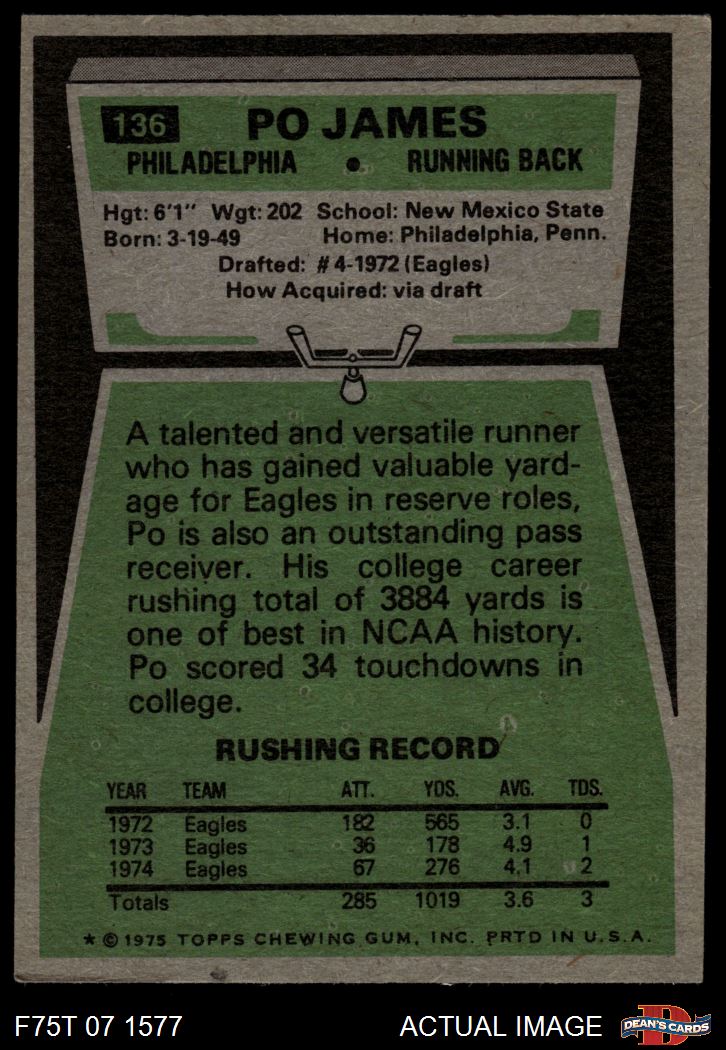 136 PO JAMES
PHILADELPHIA • RUNNING BACK
Hgt: 6'1" Wgt: 202 School: New Mexico State
Born: 3-19-49 Home: Philadelphia, Penn.
Drafted: #4-1972 (Eagles)
How Acquired: via draft
A talented and versatile runner
who has gained valuable yard-
age for Eagles in reserve roles,
Po is also an outstanding pass
receiver. His college career
rushing total of 3884 yards is
one of best in NCAA history.
Po scored 34 touchdowns in
college.
RUSHING RECORD
YEAR TEAM ATT. YDS. AVG. TDS.
1972 Eagles 182 565 3.1 0
1973 Eagles 36 178 4.9 1
1974 Eagles 67 276 4.1 2
Totals 285 1019 3.6 3
* © 1975 TOPPS CHEWING GUM, INC. PRTD IN U.S.A.
F75T 07 1577 ACTUAL IMAGE D DEAN'S CARDS